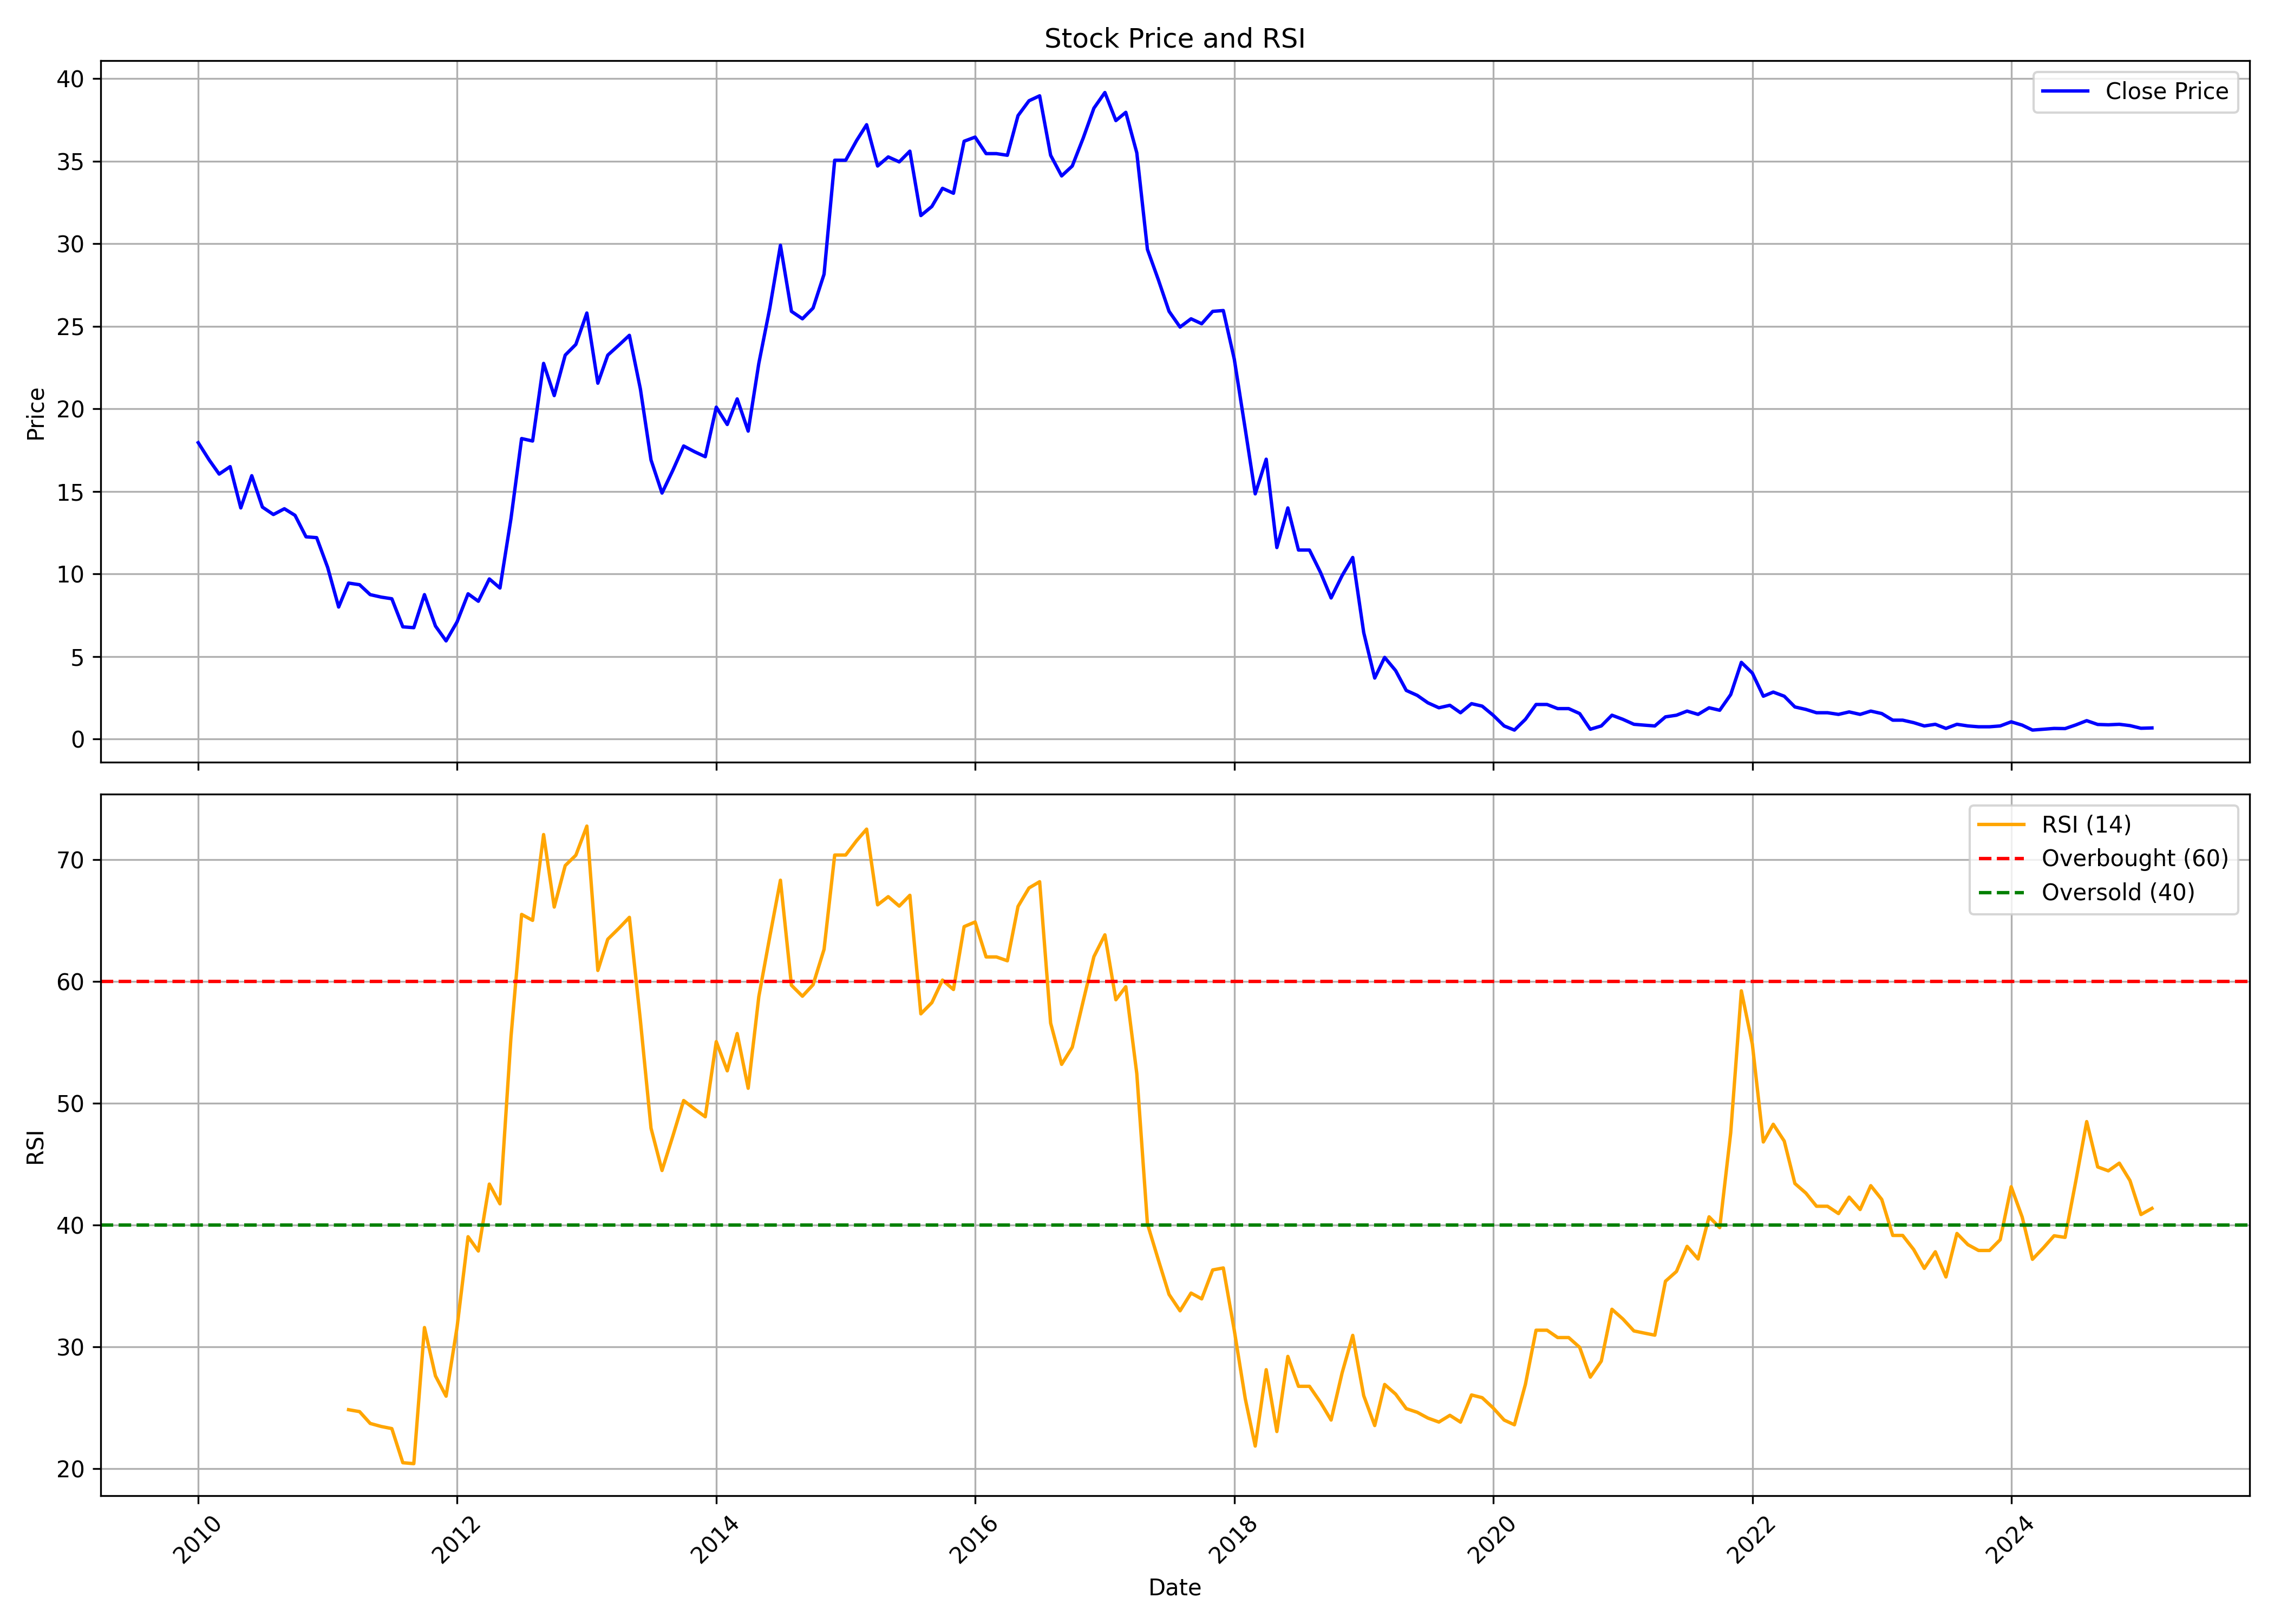 Stock Price and RSI
Close Price
Price
40
35
30
25
20
15
10
5
0
RSI (14)
Overbought (60)
Oversold (40)
RSI
70
60
50
40
30
20
2010
2012
2014
2016
2018
2020
2022
2024
Date